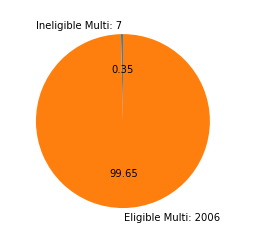 Ineligible Multi: 7
0.35
99.65
Eligible Multi: 2006